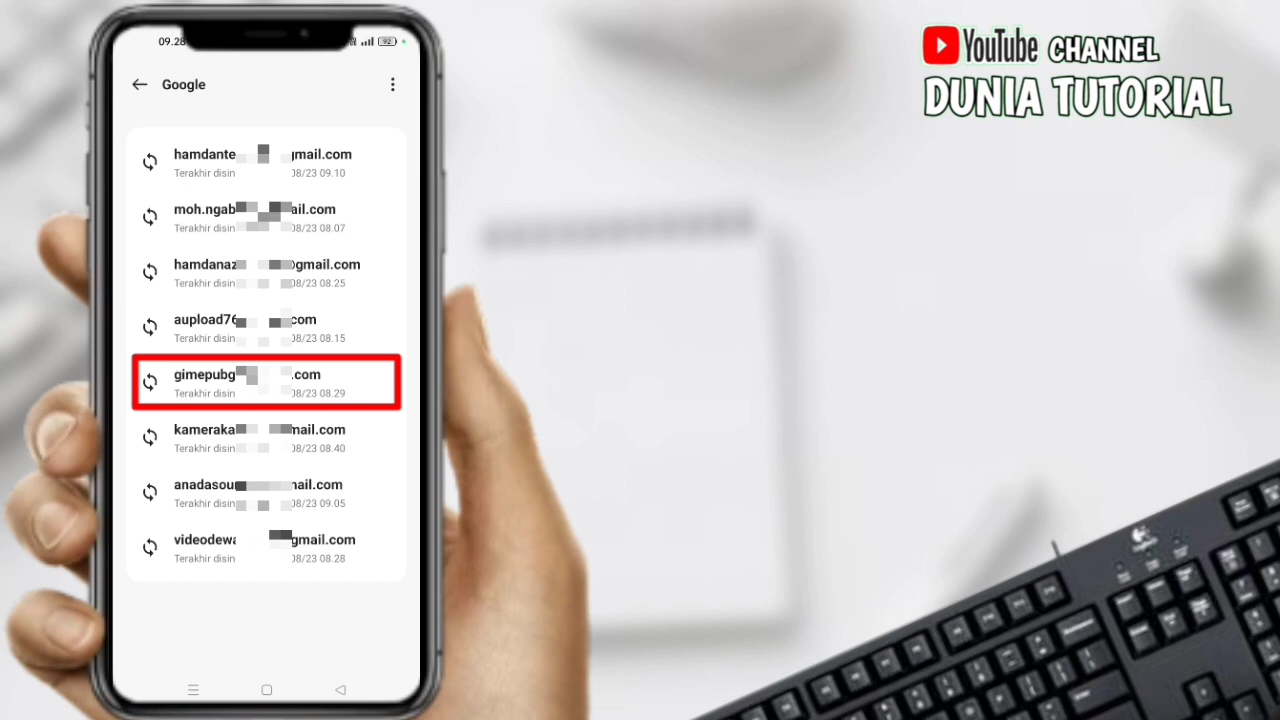 09.28
92
YouTube CHANNEL
DUNIA TUTORIAL
Google
hamdante gmail.com
Terakhir disin 08/23 09.10
moh.ngab ail.com
Terakhir disin 08/23 08.07
hamdanaz @gmail.com
Terakhir disin 08/23 08.25
aupload76 .com
Terakhir disin 08/23 08.15
gimepubg .com
Terakhir disin 08/23 08.29
kameraka mail.com
Terakhir disin 08/23 08.40
anadasou nail.com
Terakhir disin 08/23 09.05
videodewa gmail.com
Terakhir disin 08/23 08.28